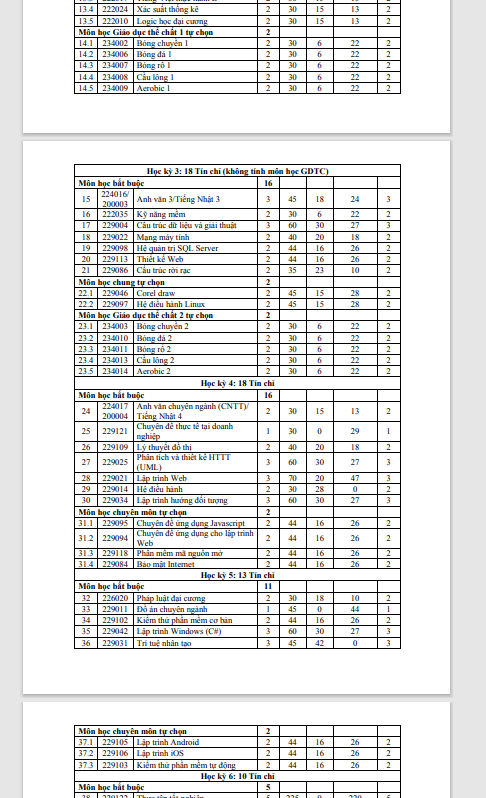 13.4 222024 Xác suất thống kê 2 30 15 13 2
13.5 222010 Logic học đại cương 2 30 15 13 2
Môn học Giáo dục thể chất 1 tự chọn 2
14.1 234002 Bóng chuyền 1 2 30 6 22 2
14.2 234006 Bóng đá 1 2 30 6 22 2
14.3 234007 Bóng rổ 1 2 30 6 22 2
14.4 234008 Cầu lông 1 2 30 6 22 2
14.5 234009 Aerobic 1 2 30 6 22 2
Học kỳ 3: 18 Tín chỉ (không tính môn học GDTC)
Môn học bắt buộc 16
15 224016/ 200003 Anh văn 3/Tiếng Nhật 3 3 45 18 24 3
16 222035 Kỹ năng mềm 2 30 6 22 2
17 229004 Cấu trúc dữ liệu và giải thuật 3 60 30 27 3
18 229022 Mạng máy tính 2 40 20 18 2
19 229098 Hệ quản trị SQL Server 2 44 16 26 2
20 229113 Thiết kế Web 2 44 16 26 2
21 229086 Cấu trúc rời rạc 2 35 23 10 2
Môn học chung tự chọn 2
22.1 229046 Corel draw 2 45 15 28 2
22.2 229097 Hệ điều hành Linux 2 45 15 28 2
Môn học Giáo dục thể chất 2 tự chọn 2
23.1 234003 Bóng chuyền 2 2 30 6 22 2
23.2 234010 Bóng đá 2 2 30 6 22 2
23.3 234011 Bóng rổ 2 2 30 6 22 2
23.4 234013 Cầu lông 2 2 30 6 22 2
23.5 234014 Aerobic 2 2 30 6 22 2
Học kỳ 4: 18 Tín chỉ
Môn học bắt buộc 16
24 224017 200004 Anh văn chuyên ngành (CNTT)/ Tiếng Nhật 4 2 30 15 13 2
25 229121 Chuyên đề thực tế tại doanh nghiệp 1 30 0 29 1
26 229109 Lý thuyết đồ thị 2 40 20 18 2
27 229025 Phân tích và thiết kế HTTT (UML) 3 60 30 27 3
28 229021 Lập trình Web 3 70 20 47 3
29 229014 Hệ điều hành 2 30 28 0 2
30 229034 Lập trình hướng đối tượng 3 60 30 27 3
Môn học chuyên môn tự chọn 2
31.1 229095 Chuyên đề ứng dụng Javascript 2 44 16 26 2
31.2 229094 Chuyên đề ứng dụng cho lập trình Web 2 44 16 26 2
31.3 229118 Phần mềm mã nguồn mở 2 44 16 26 2
31.4 229084 Bảo mật Internet 2 44 16 26 2
Học kỳ 5: 13 Tín chỉ
Môn học bắt buộc 11
32 226020 Pháp luật đại cương 2 30 18 10 2
33 229011 Đồ án chuyên ngành 1 45 0 44 1
34 229102 Kiểm thử phần mềm cơ bản 2 44 16 26 2
35 229042 Lập trình Windows (C#) 3 60 30 27 3
36 229031 Trí tuệ nhân tạo 3 45 42 0 3
Môn học chuyên môn tự chọn 2
37.1 229105 Lập trình Android 2 44 16 26 2
37.2 229106 Lập trình iOS 2 44 16 26 2
37.3 229103 Kiểm thử phần mềm tự động 2 44 16 26 2
Học kỳ 6: 10 Tín chỉ
Môn học bắt buộc 5